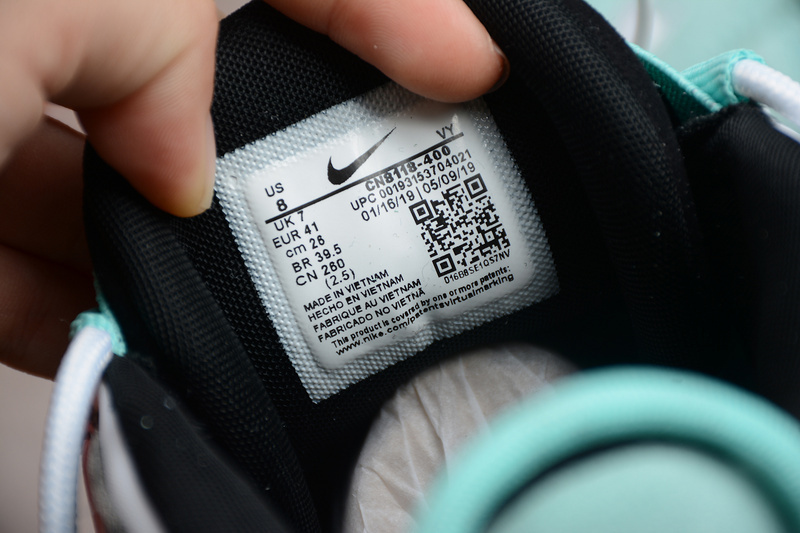 VY
US
8
CN8118-400
UPC 00193153704021
01/16/19 05/09/19
UK 7
EUR 41
cm 26
BR 39.5
CN 260
(2.5)
016B8SE1Q57NV
MADE IN VIETNAM
HECHO EN VIETNAM
FABRIQUE AU VIETNAM
FABRICADO NO VIETNÃ
This product is covered by one or more patents:
www.nike.com/patentsvirtualmarking